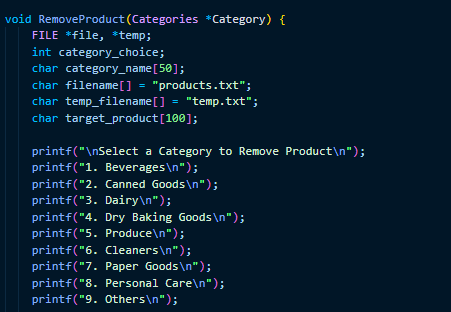 void RemoveProduct(Categories *Category) {
    FILE *file, *temp;
    int category_choice;
    char category_name[50];
    char filename[] = "products.txt";
    char temp_filename[] = "temp.txt";
    char target_product[100];

    printf("\nSelect a Category to Remove Product\n");
    printf("1. Beverages\n");
    printf("2. Canned Goods\n");
    printf("3. Dairy\n");
    printf("4. Dry Baking Goods\n");
    printf("5. Produce\n");
    printf("6. Cleaners\n");
    printf("7. Paper Goods\n");
    printf("8. Personal Care\n");
    printf("9. Others\n");